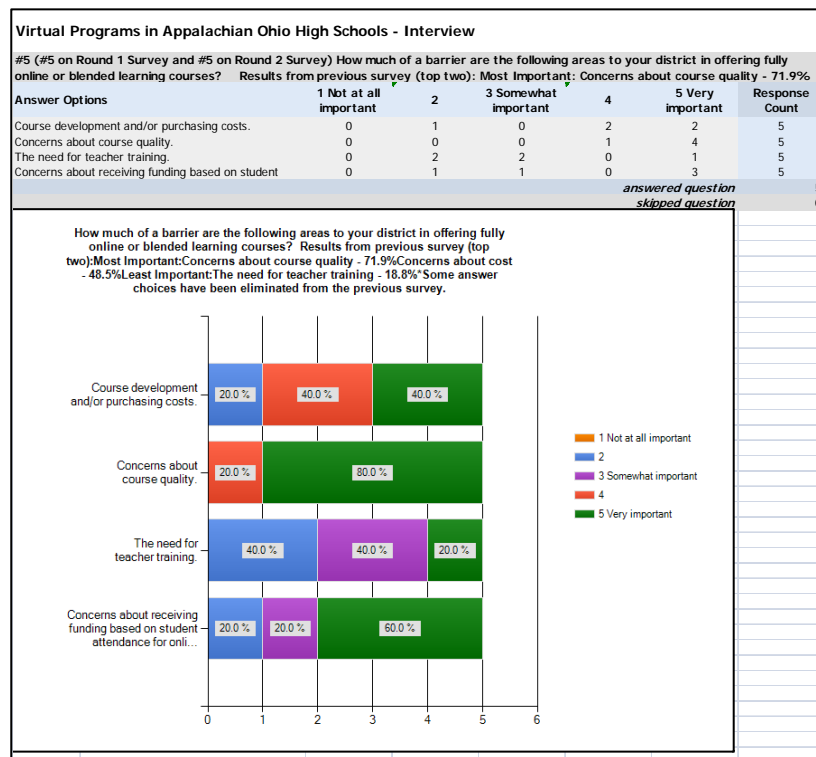 Virtual Programs in Appalachian Ohio High Schools - Interview
#5 (#5 on Round 1 Survey and #5 on Round 2 Survey) How much of a barrier are the following areas to your district in offering fully
online or blended learning courses? Results from previous survey (top two): Most Important: Concerns about course quality - 71.9%
Answer Options 1 Not at all important 2 3 Somewhat important 4 5 Very important Response Count
Course development and/or purchasing costs. 0 1 0 2 2 5
Concerns about course quality. 0 0 0 1 4 5
The need for teacher training. 0 2 2 0 1 5
Concerns about receiving funding based on student 0 1 1 0 3 5
answered question
skipped question
How much of a barrier are the following areas to your district in offering fully
online or blended learning courses? Results from previous survey (top
two):Most Important:Concerns about course quality - 71.9%Concerns about cost
- 48.5%Least Important:The need for teacher training - 18.8%*Some answer
choices have been eliminated from the previous survey.
Course development
and/or purchasing costs.
20.0 % 40.0 % 40.0 %
Concerns about
course quality.
20.0 % 80.0 %
The need for
teacher training.
40.0 % 40.0 % 20.0 %
Concerns about receiving
funding based on student
attendance for onli...
20.0 % 20.0 % 60.0 %
0 1 2 3 4 5 6
1 Not at all important
2
3 Somewhat important
4
5 Very important